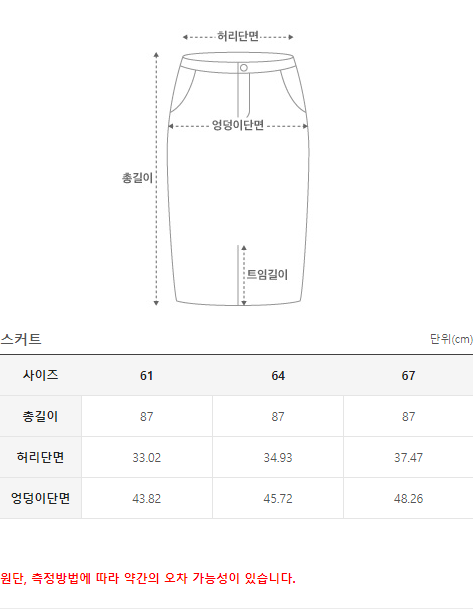 허리단면
엉덩이단면
총길이
트임길이
스커트 단위(cm)
사이즈 61 64 67
총길이 87 87 87
허리단면 33.02 34.93 37.47
엉덩이단면 43.82 45.72 48.26
원단, 측정방법에 따라 약간의 오차 가능성이 있습니다.